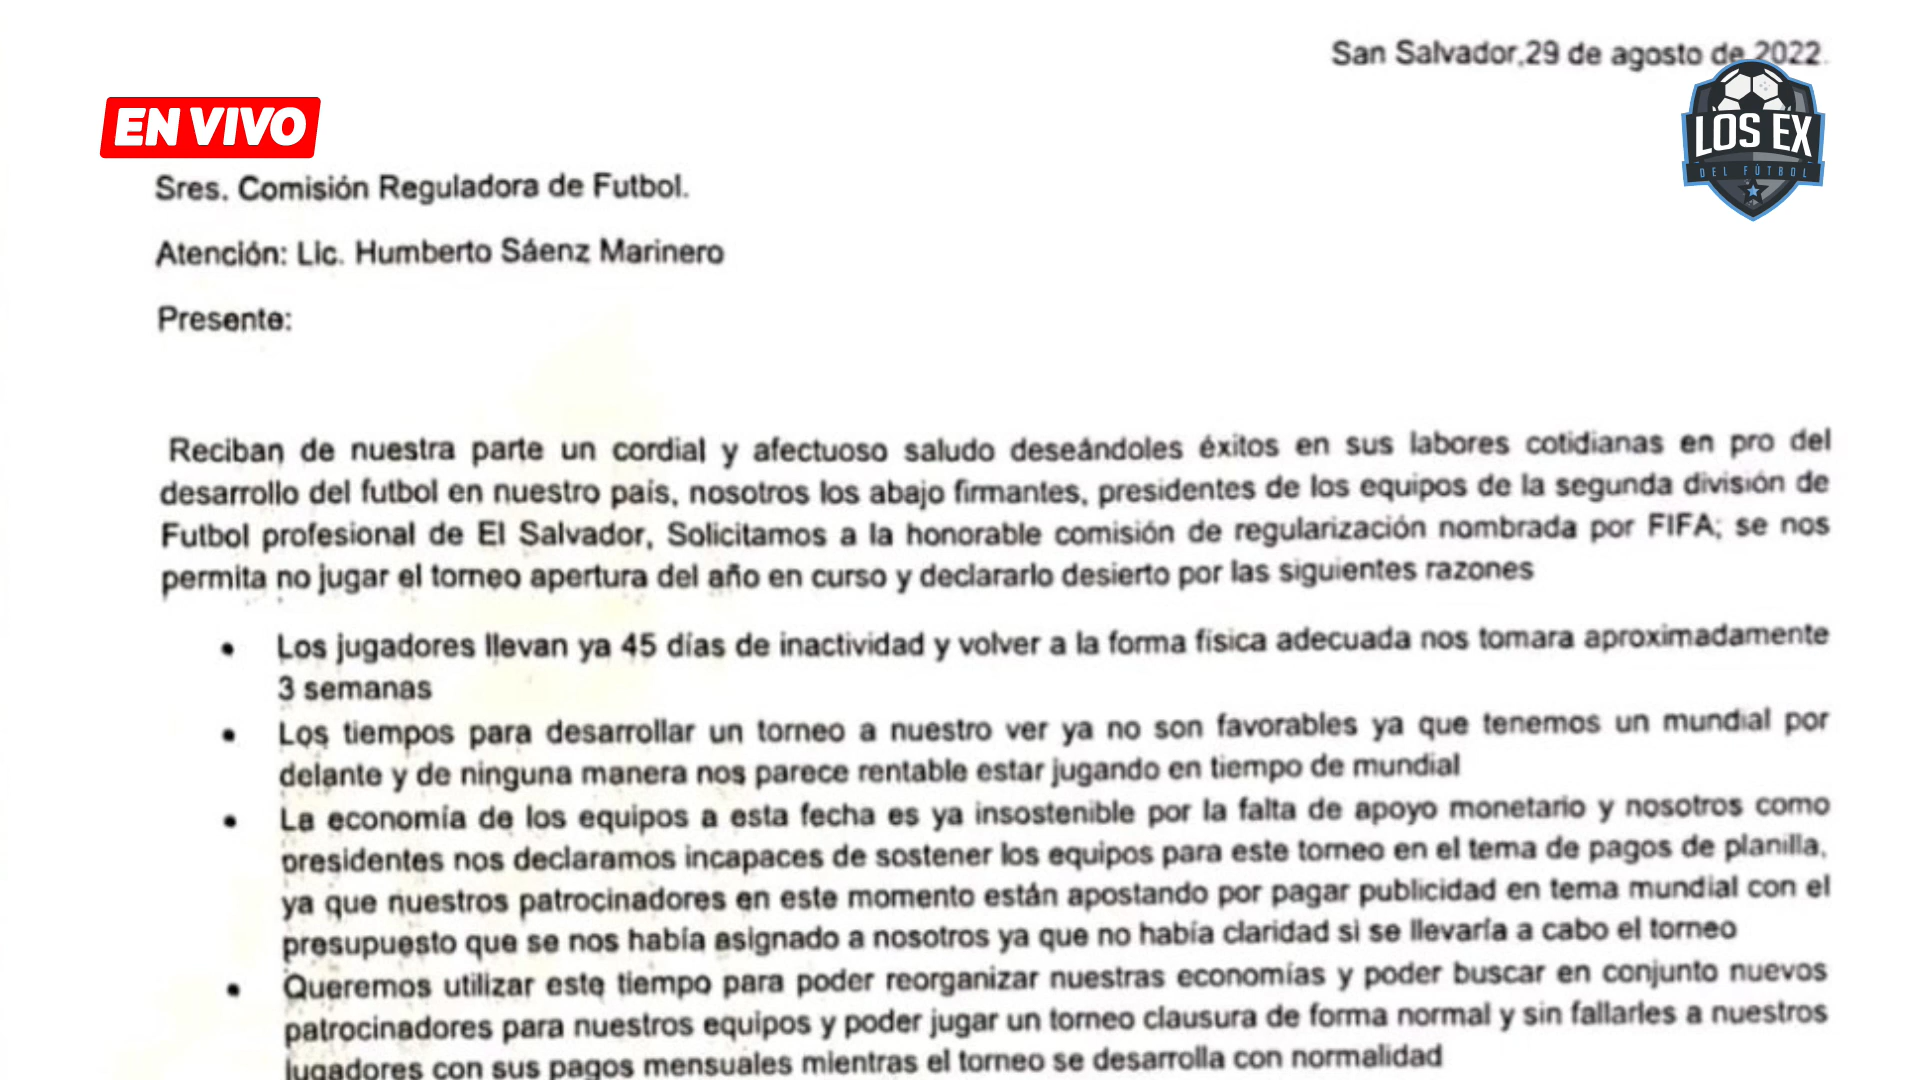 San Salvador,29 de agosto de 2022.
EN VIVO
LOS EX
DEL FÚTBOL
Sres. Comisión Reguladora de Futbol.
Atención: Lic. Humberto Sáenz Marinero
Presente:
Reciban de nuestra parte un cordial y afectuoso saludo deseándoles éxitos en sus labores cotidianas en pro del
desarrollo del futbol en nuestro país, nosotros los abajo firmantes, presidentes de los equipos de la segunda división de
Futbol profesional de El Salvador, Solicitamos a la honorable comisión de regularización nombrada por FIFA; se nos
permita no jugar el torneo apertura del año en curso y declararlo desierto por las siguientes razones
• Los jugadores llevan ya 45 días de inactividad y volver a la forma física adecuada nos tomara aproximadamente
3 semanas
• Los tiempos para desarrollar un torneo a nuestro ver ya no son favorables ya que tenemos un mundial por
delante y de ninguna manera nos parece rentable estar jugando en tiempo de mundial
• La economía de los equipos a esta fecha es ya insostenible por la falta de apoyo monetario y nosotros como
presidentes nos declaramos incapaces de sostener los equipos para este torneo en el tema de pagos de planilla,
ya que nuestros patrocinadores en este momento están apostando por pagar publicidad en tema mundial con el
presupuesto que se nos había asignado a nosotros ya que no había claridad si se llevaría a cabo el torneo
• Queremos utilizar este tiempo para poder reorganizar nuestras economías y poder buscar en conjunto nuevos
patrocinadores para nuestros equipos y poder jugar un torneo clausura de forma normal y sin fallarles a nuestros
jugadores con sus pagos mensuales mientras el torneo se desarrolla con normalidad